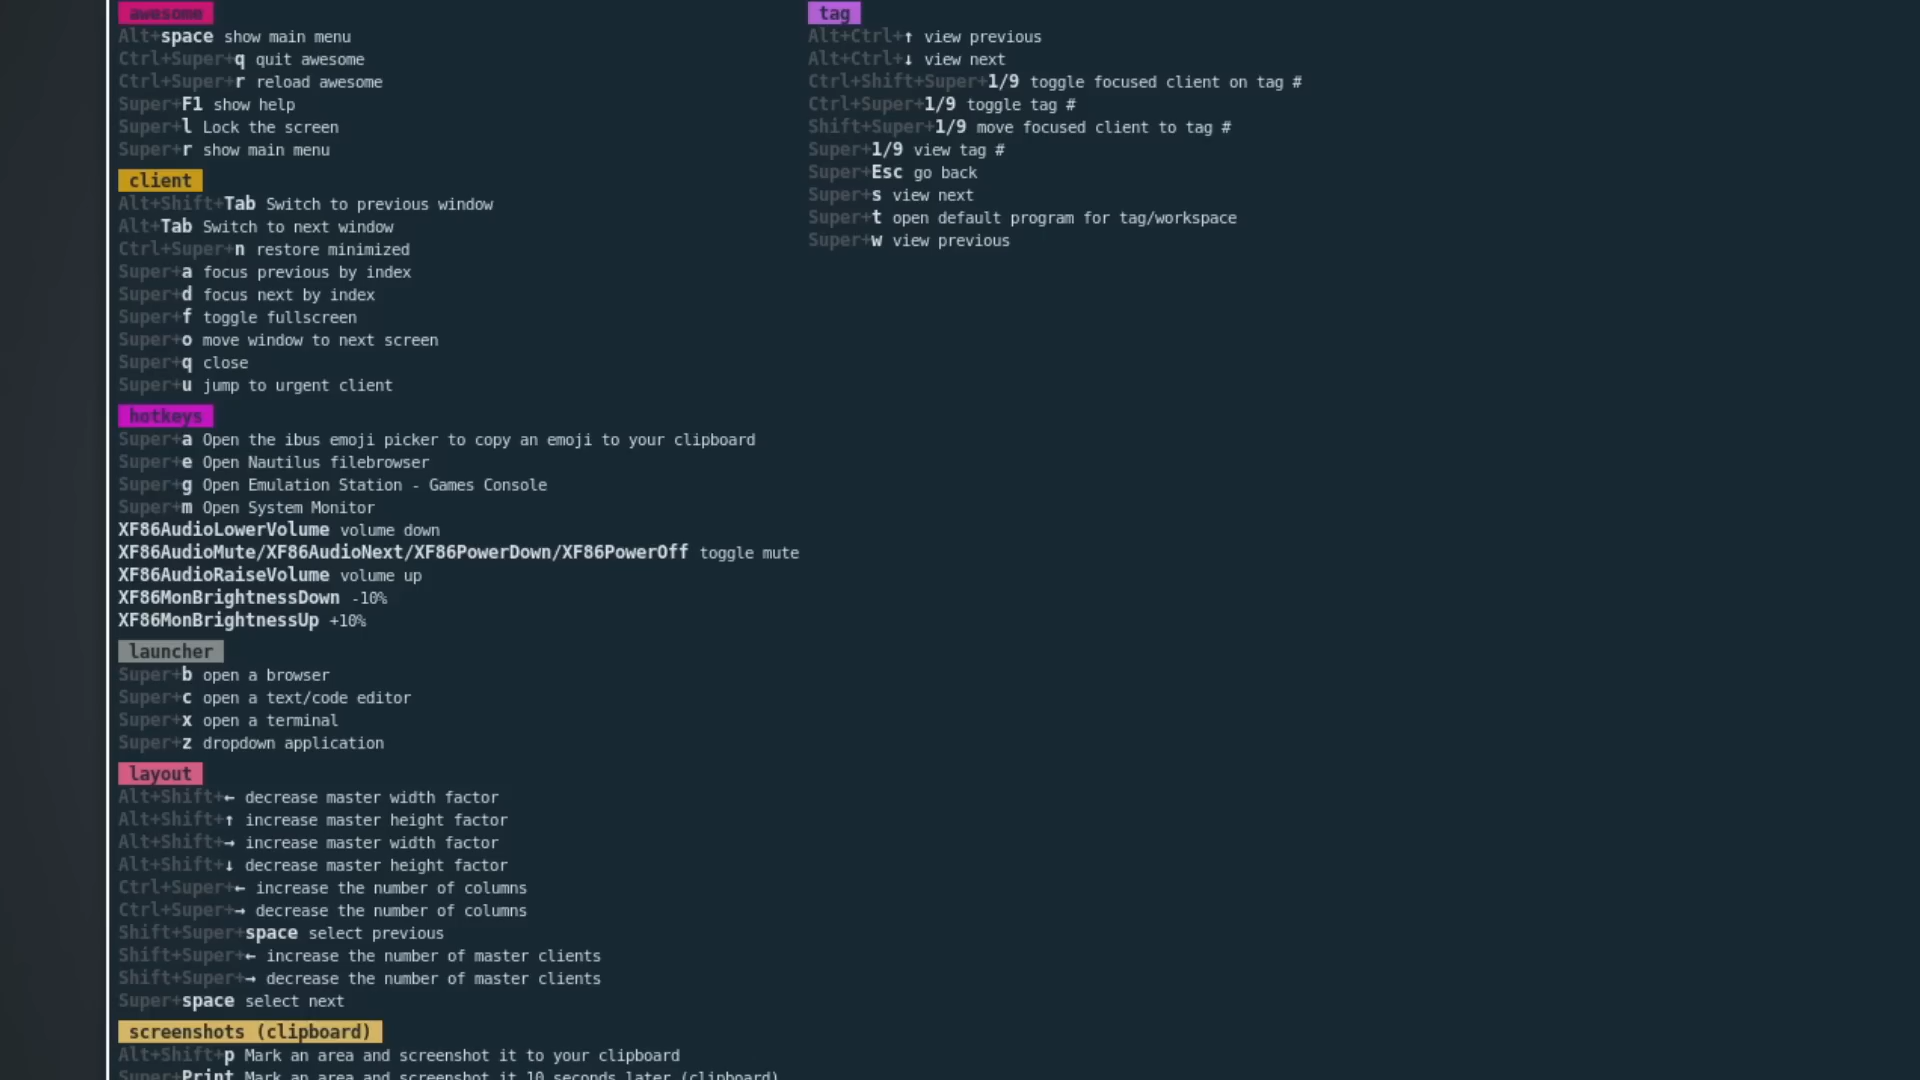 awesome
Alt+space show main menu
Ctrl+Super+q quit awesome
Ctrl+Super+r reload awesome
Super+F1 show help
Super+l Lock the screen
Super+r show main menu
client
Alt+Shift+Tab Switch to previous window
Alt+Tab Switch to next window
Ctrl+Super+n restore minimized
Super+a focus previous by index
Super+d focus next by index
Super+f toggle fullscreen
Super+o move window to next screen
Super+q close
Super+u jump to urgent client
hotkeys
Super+a Open the ibus emoji picker to copy an emoji to your clipboard
Super+e Open Nautilus filebrowser
Super+g Open Emulation Station - Games Console
Super+m Open System Monitor
XF86AudioLowerVolume volume down
XF86AudioMute/XF86AudioNext/XF86PowerDown/XF86PowerOff toggle mute
XF86AudioRaiseVolume volume up
XF86MonBrightnessDown -10%
XF86MonBrightnessUp +10%
launcher
Super+b open a browser
Super+c open a text/code editor
Super+x open a terminal
Super+z dropdown application
layout
Alt+Shift+← decrease master width factor
Alt+Shift+↑ increase master height factor
Alt+Shift+→ increase master width factor
Alt+Shift+↓ decrease master height factor
Ctrl+Super+← increase the number of columns
Ctrl+Super+→ decrease the number of columns
Shift+Super+space select previous
Shift+Super+← increase the number of master clients
Shift+Super+→ decrease the number of master clients
Super+space select next
screenshots (clipboard)
Alt+Shift+p Mark an area and screenshot it to your clipboard
Super+Print Mark an area and screenshot it 10 seconds later (clipboard)
tag
Alt+Ctrl+↑ view previous
Alt+Ctrl+↓ view next
Ctrl+Shift+Super+1/9 toggle focused client on tag #
Ctrl+Super+1/9 toggle tag #
Shift+Super+1/9 move focused client to tag #
Super+1/9 view tag #
Super+Esc go back
Super+s view next
Super+t open default program for tag/workspace
Super+w view previous